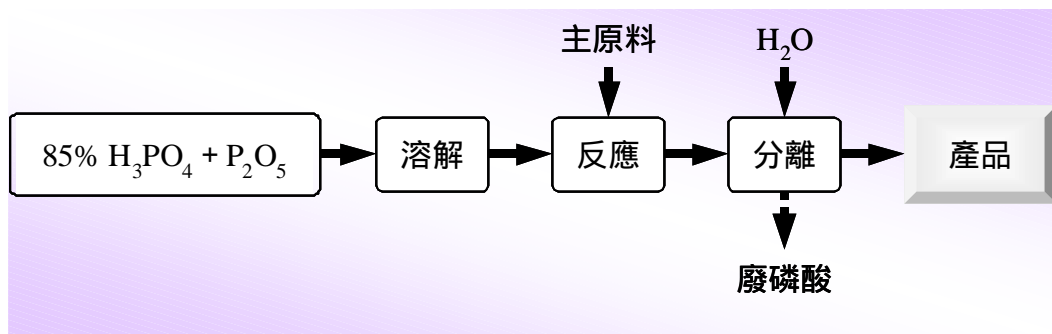 主原料
H₂O
85% H₃PO₄ + P₂O₅
溶解
反應
分離
產品
廢磷酸